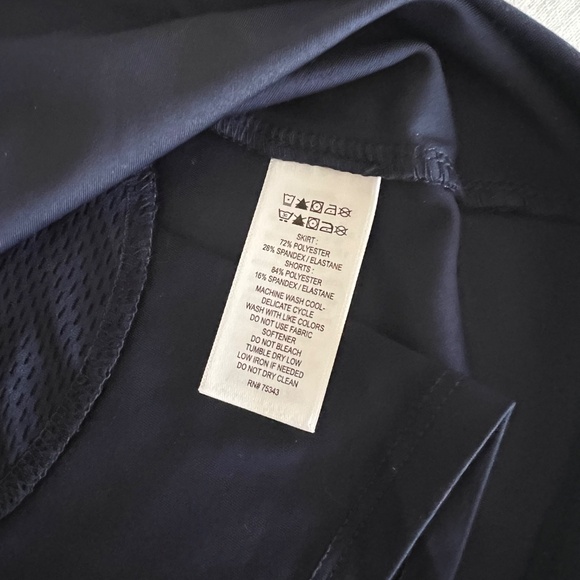 SKIRT :
72% POLYESTER
28% SPANDEX / ELASTANE
SHORTS :
84% POLYESTER
16% SPANDEX / ELASTANE
MACHINE WASH COOL-
DELICATE CYCLE
WASH WITH LIKE COLORS
DO NOT USE FABRIC
SOFTENER
DO NOT BLEACH
TUMBLE DRY LOW
LOW IRON IF NEEDED
DO NOT DRY CLEAN
RN# 75343